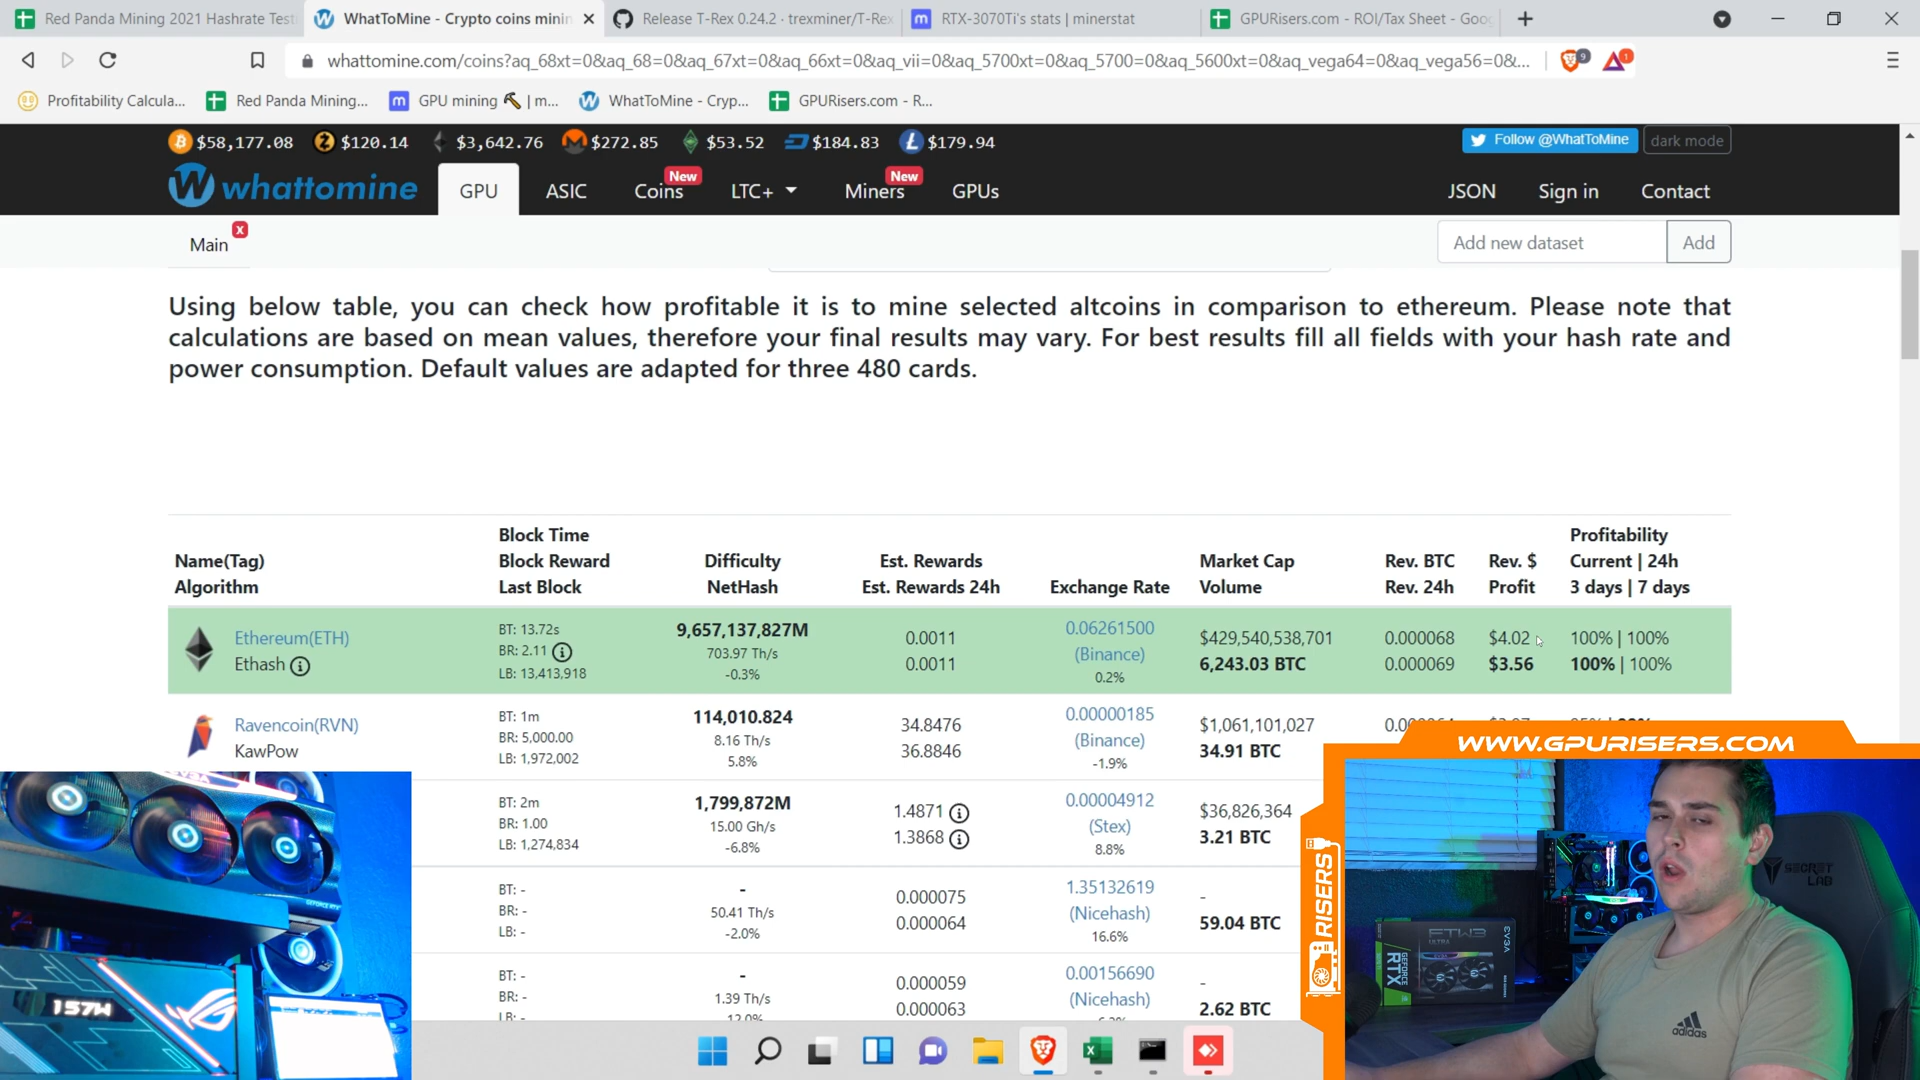 Red Panda Mining 2021 Hashrate Testi
WhatToMine - Crypto coins minin
Release T-Rex 0.24.2 · trexminer/T-Rex
RTX-3070Ti's stats | minerstat
GPURisers.com - ROI/Tax Sheet - Goog
whattomine.com/coins?aq_68xt=0&aq_68=0&aq_67xt=0&aq_66xt=0&aq_vii=0&aq_5700xt=0&aq_5700=0&aq_5600xt=0&aq_vega64=0&aq_vega56=0&...
9
1
Profitability Calcula...
Red Panda Mining...
GPU mining ⛏ | m...
WhatToMine - Cryp...
GPURisers.com - R...
$58,177.08 $120.14 $3,642.76 $272.85 $53.52 $184.83 $179.94
Follow @WhatToMine
dark mode
whattomine
GPU
ASIC
Coins New
LTC+
Miners New
GPUs
JSON
Sign in
Contact
Main x
Add new dataset
Add
Using below table, you can check how profitable it is to mine selected altcoins in comparison to ethereum. Please note that
calculations are based on mean values, therefore your final results may vary. For best results fill all fields with your hash rate and
power consumption. Default values are adapted for three 480 cards.
Name(Tag)
Algorithm
Block Time
Block Reward
Last Block
Difficulty
NetHash
Est. Rewards
Est. Rewards 24h
Exchange Rate
Market Cap
Volume
Rev. BTC
Rev. 24h
Rev. $
Profit
Profitability
Current | 24h
3 days | 7 days
Ethereum(ETH)
Ethash
BT: 13.72s
BR: 2.11
LB: 13,413,918
9,657,137,827M
703.97 Th/s
-0.3%
0.0011
0.0011
0.06261500
(Binance)
0.2%
$429,540,538,701
6,243.03 BTC
0.000068
0.000069
$4.02
$3.56
100% | 100%
100% | 100%
Ravencoin(RVN)
KawPow
BT: 1m
BR: 5,000.00
LB: 1,972,002
114,010.824
8.16 Th/s
5.8%
34.8476
36.8846
0.00000185
(Binance)
-1.9%
$1,061,101,027
34.91 BTC
BT: 2m
BR: 1.00
LB: 1,274,834
1,799,872M
15.00 Gh/s
-6.8%
1.4871
1.3868
0.00004912
(Stex)
8.8%
$36,826,364
3.21 BTC
BT: -
BR: -
LB: -
-
50.41 Th/s
-2.0%
0.000075
0.000064
1.35132619
(Nicehash)
16.6%
-
59.04 BTC
BT: -
BR: -
LB: -
-
1.39 Th/s
0.000059
0.000063
0.00156690
(Nicehash)
-
2.62 BTC
WWW.GPURISERS.COM
RISERS
SECRET
LAB
FTW3
ULTRA
EVGA
GEFORCE
RTX
adidas
EVGA
GEFORCE RTX
157W